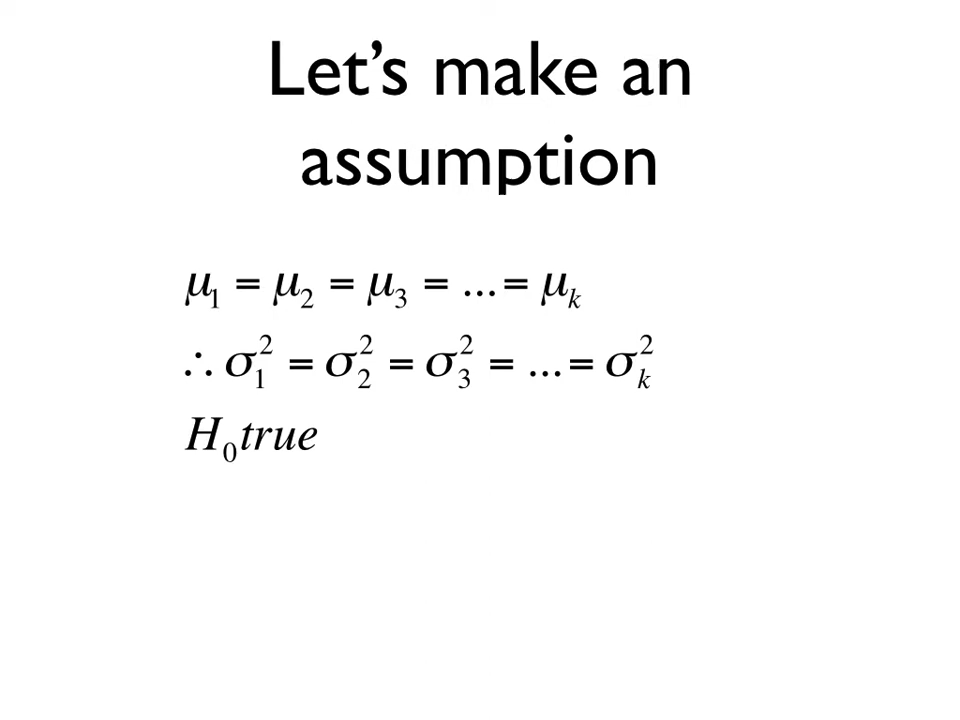 Let’s make an
assumption
μ₁ = μ₂ = μ₃ = ... = μₖ
∴ σ₁² = σ₂² = σ₃² = ... = σₖ²
H₀true